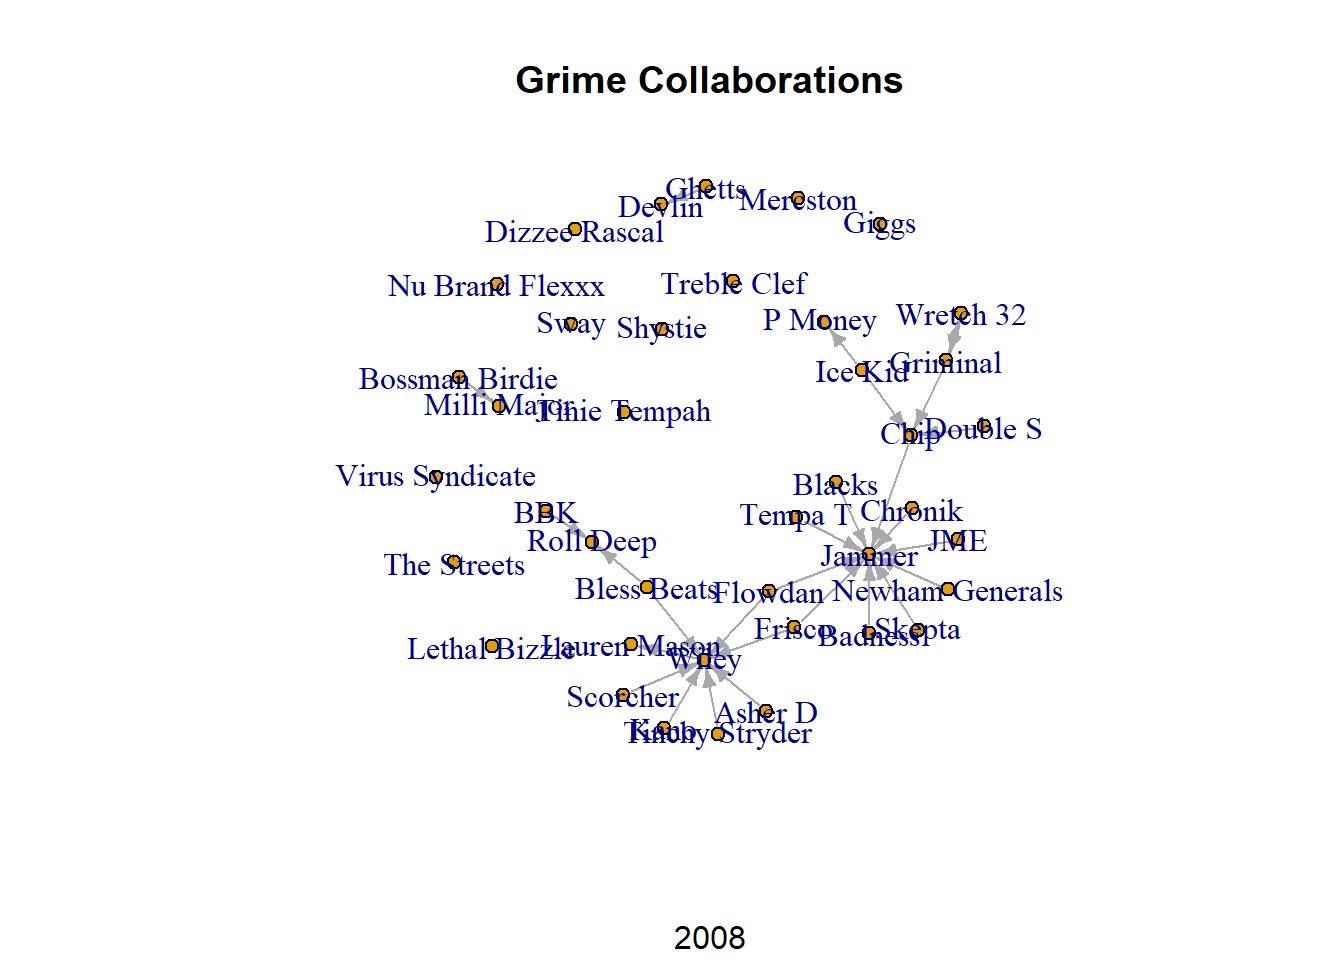 Grime Collaborations
Ghetts
Devlin
Mereston
Giggs
Dizzee Rascal
Nu Brand Flexxx
Treble Clef
Sway
Shystie
P Money
Wretch 32
Ice Kid
Griminal
Bossman Birdie
Milli Major
Tinie Tempah
Chip
Double S
Virus Syndicate
Blacks
BBK
Tempa T
Chronik
Roll Deep
JME
Jammer
The Streets
Bless Beats
Flowdan
Newham Generals
Frisco
Badness
Skepta
Lethal Bizzle
Lauren Mason
Wiley
Scorcher
Asher D
Kano
Tinchy Stryder
2008